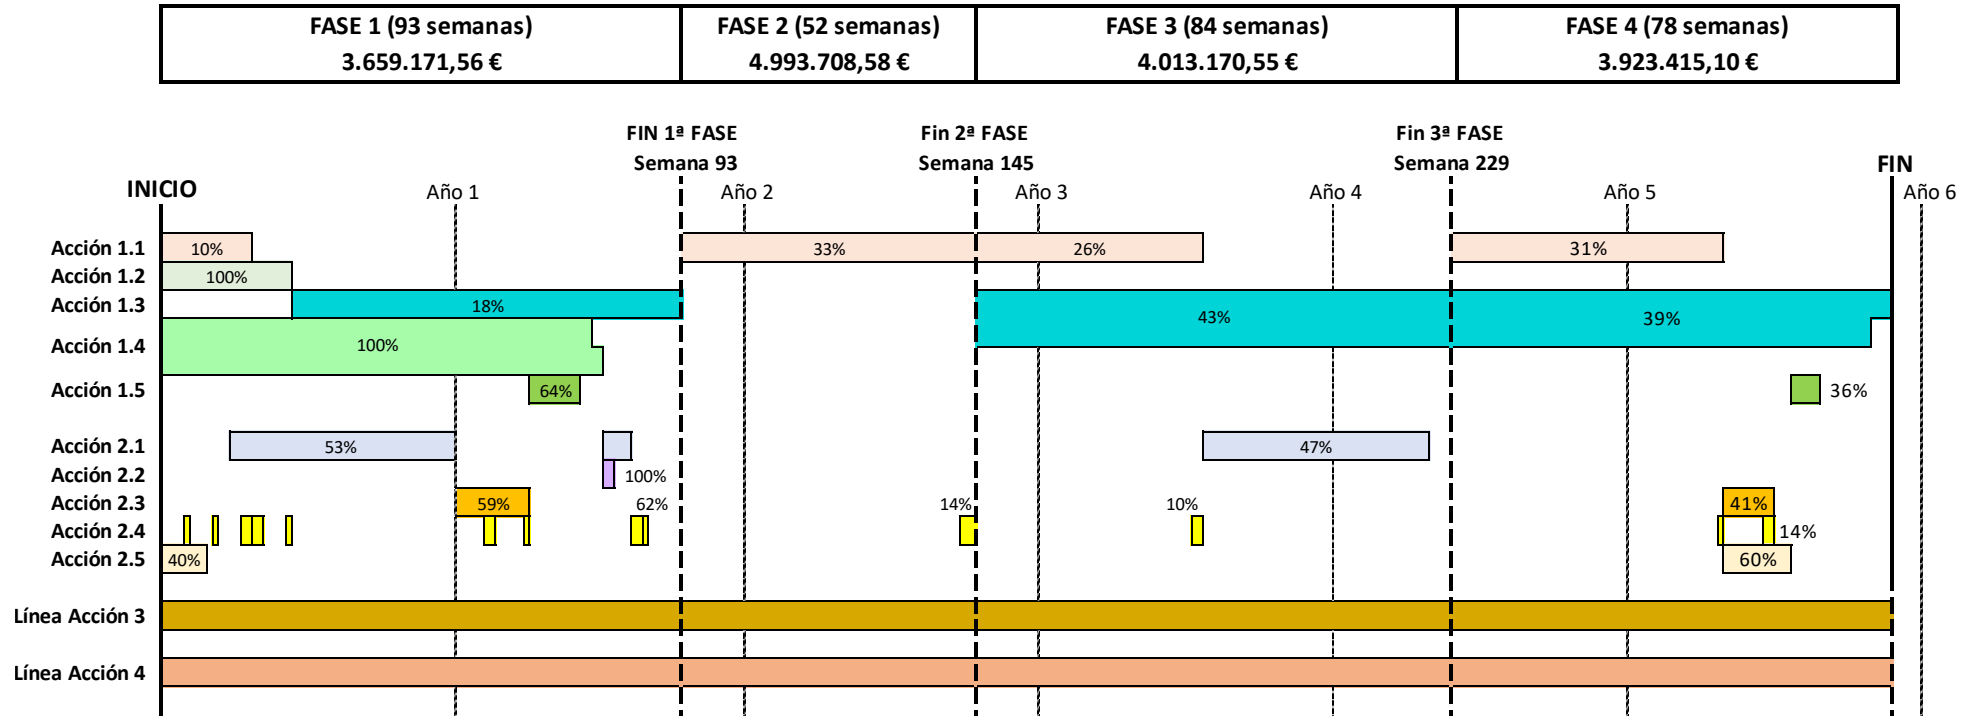 FASE 1 (93 semanas)
3.659.171,56 €
FASE 2 (52 semanas)
4.993.708,58 €
FASE 3 (84 semanas)
4.013.170,55 €
FASE 4 (78 semanas)
3.923.415,10 €
FIN 1ª FASE
Semana 93
Fin 2ª FASE
Semana 145
Fin 3ª FASE
Semana 229
FIN
INICIO
Año 1
Año 2
Año 3
Año 4
Año 5
Año 6
Acción 1.1
10%
33%
26%
31%
Acción 1.2
100%
Acción 1.3
18%
43%
39%
Acción 1.4
100%
Acción 1.5
64%
36%
Acción 2.1
53%
47%
Acción 2.2
100%
Acción 2.3
59%
62%
14%
10%
41%
Acción 2.4
14%
Acción 2.5
40%
60%
Línea Acción 3
Línea Acción 4